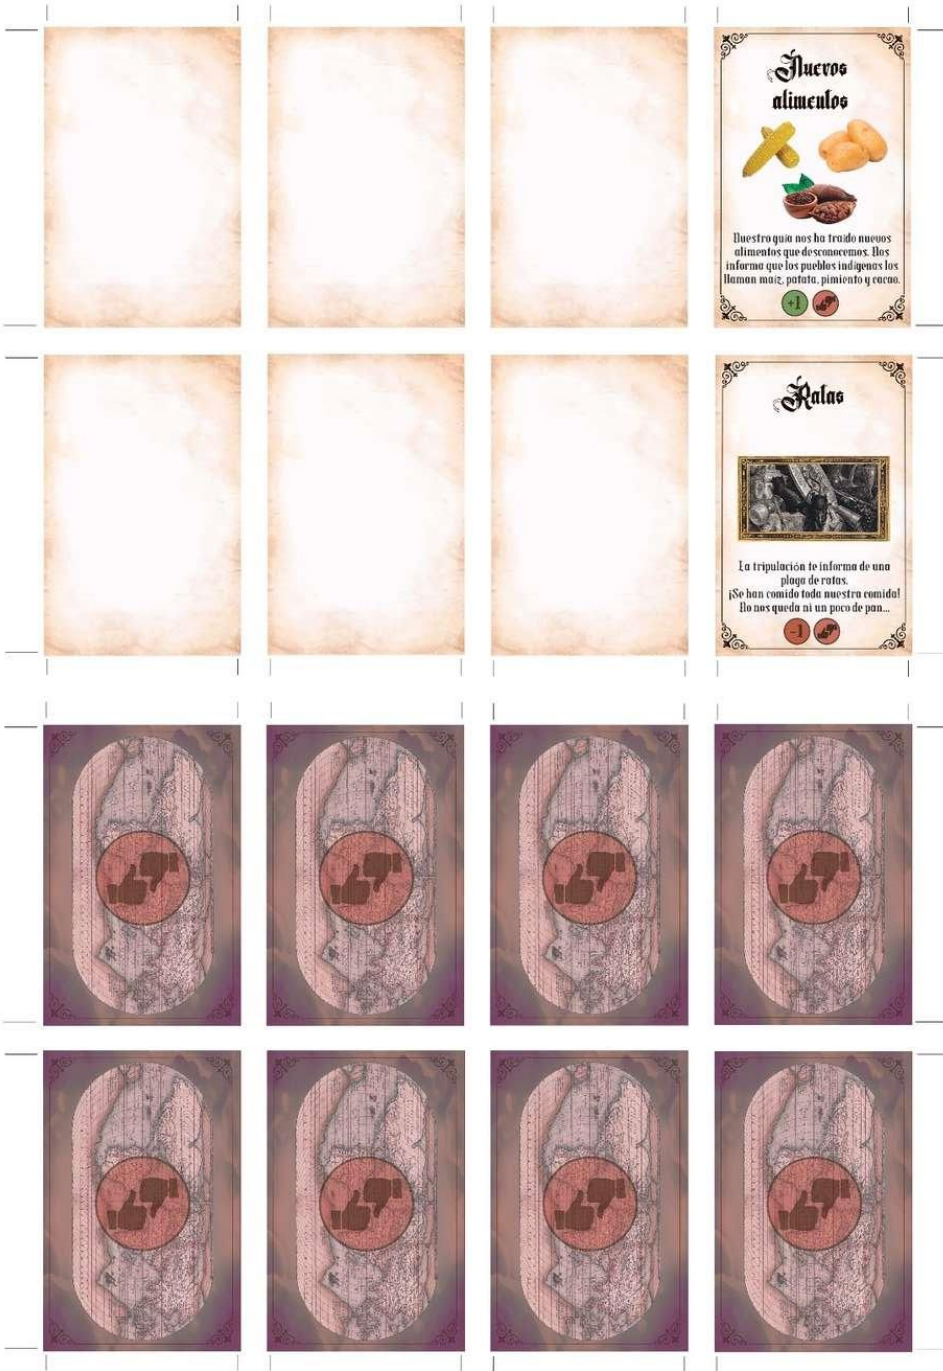 Nuevos
alimentos
Nuestro guía nos ha traído nuevos
alimentos que desconocemos. Nos
informa que los pueblos indígenas los
llaman maíz, patata, pimiento y cacao.
+1
Ratas
La tripulación te informa de una
plaga de ratas.
¡Se han comido toda nuestra comida!
No nos queda ni un poco de pan...
-1